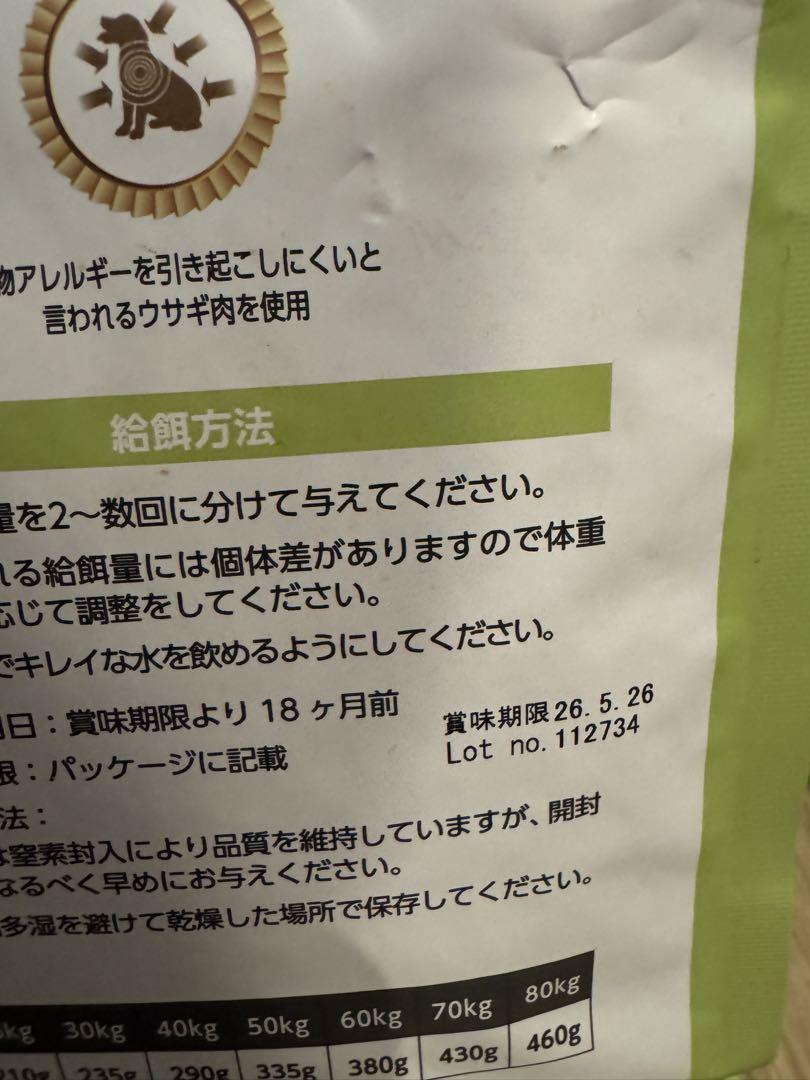 物アレルギーを引き起こしにくいと
言われるウサギ肉を使用
給餌方法
量を2〜数回に分けて与えてください。
れる給餌量には個体差がありますので体重
応じて調整をしてください。
でキレイな水を飲めるようにしてください。
日：賞味期限より 18 ヶ月前
限：パッケージに記載
賞味期限26.5.26
Lot no.112734
法：
は窒素封入により品質を維持していますが、開封
なるべく早めにお与えください。
多湿を避けて乾燥した場所で保存してください。
kg 30kg 40kg 50kg 60kg 70kg 80kg
210g 235g 290g 335g 380g 430g 460g